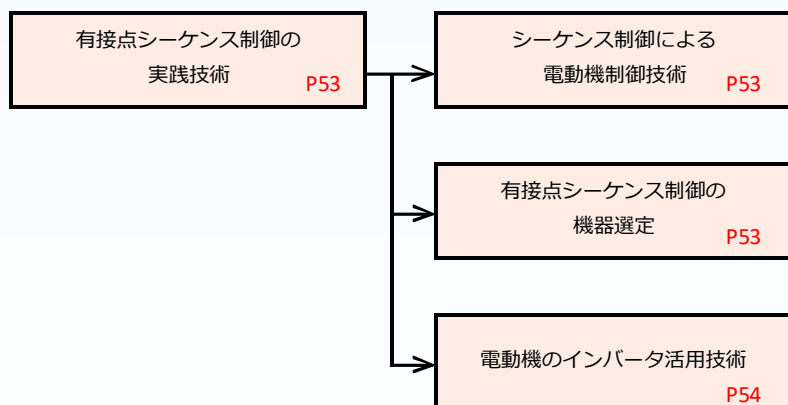 有接点シーケンス制御の
実践技術
P53
シーケンス制御による
電動機制御技術
P53
有接点シーケンス制御の
機器選定
P53
電動機のインバータ活用技術
P54